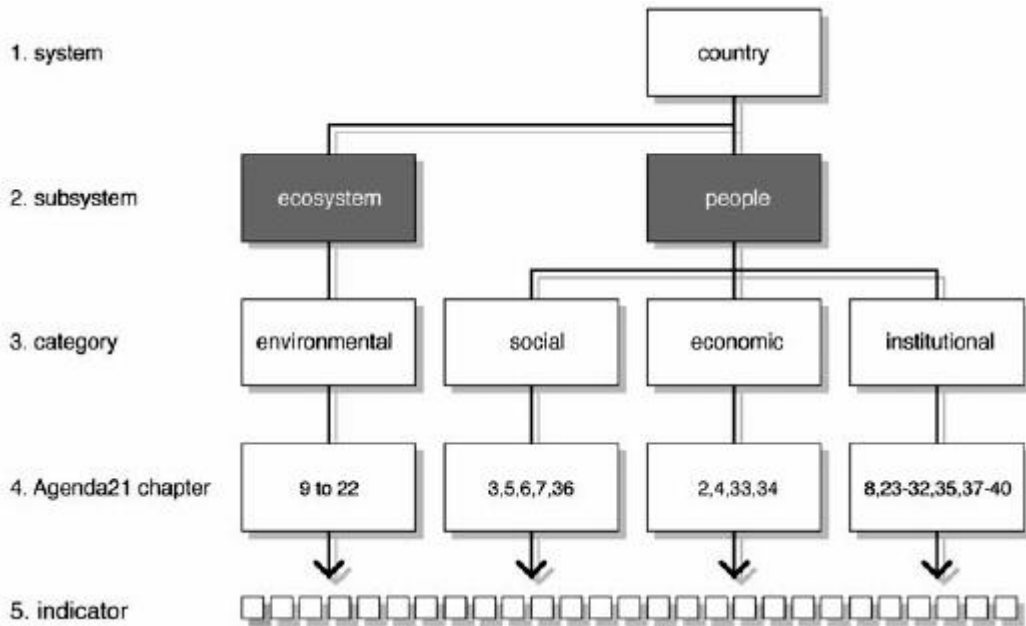 1. system
country
2. subsystem
ecosystem
people
3. category
environmental
social
economic
institutional
4. Agenda21 chapter
9 to 22
3,5,6,7,36
2,4,33,34
8,23-32,35,37-40
5. indicator